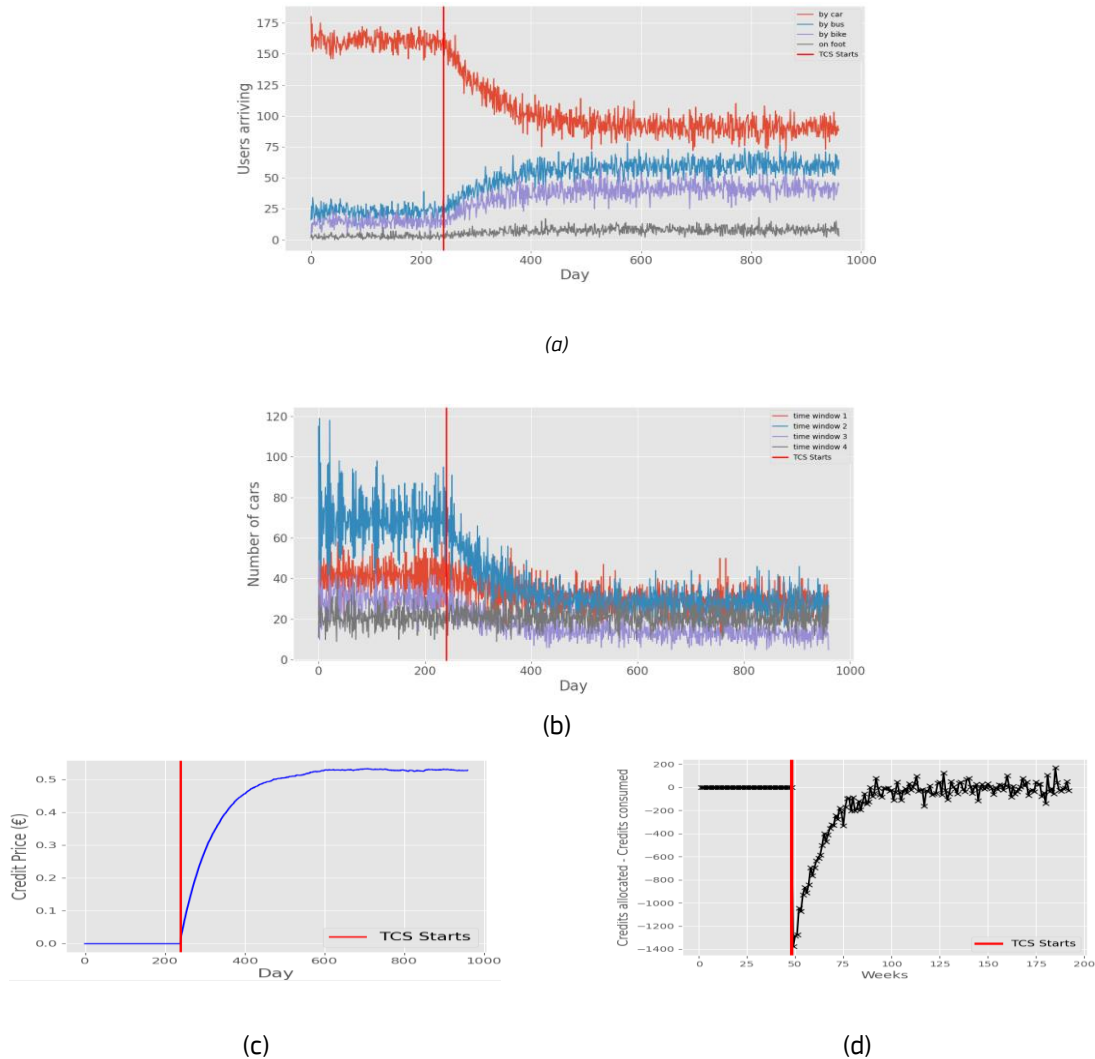 by car
by bus
by bike
on foot
TCS Starts
175
150
125
100
75
50
25
0
Users arriving
0 200 400 600 800 1000
Day
(a)
time window 1
time window 2
time window 3
time window 4
TCS Starts
120
100
80
60
40
20
0
Number of cars
0 200 400 600 800 1000
Day
(b)
0.5
0.4
0.3
0.2
0.1
0.0
Credit Price (€)
TCS Starts
0 200 400 600 800 1000
Day
(c)
200
0
−200
−400
−600
−800
−1000
−1200
−1400
Credits allocated - Credits consumed
TCS Starts
0 25 50 75 100 125 150 175 200
Weeks
(d)